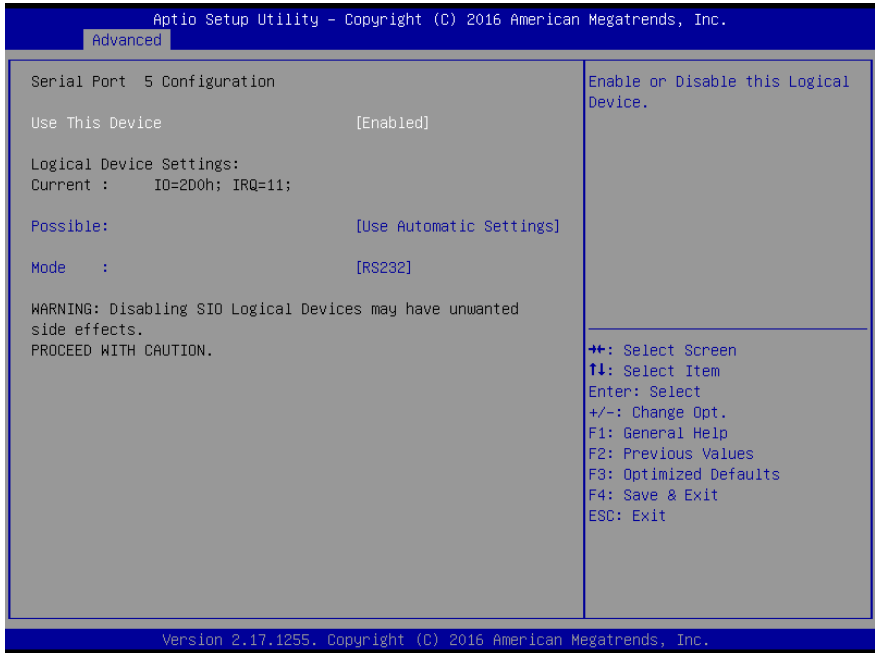 Aptio Setup Utility – Copyright (C) 2016 American Megatrends, Inc.
Advanced
Serial Port 5 Configuration
Use This Device [Enabled]
Logical Device Settings:
Current : IO=2D0h; IRQ=11;
Possible: [Use Automatic Settings]
Mode : [RS232]
WARNING: Disabling SIO Logical Devices may have unwanted
side effects.
PROCEED WITH CAUTION.
Enable or Disable this Logical
Device.
→←: Select Screen
↑↓: Select Item
Enter: Select
+/-: Change Opt.
F1: General Help
F2: Previous Values
F3: Optimized Defaults
F4: Save & Exit
ESC: Exit
Version 2.17.1255. Copyright (C) 2016 American Megatrends, Inc.